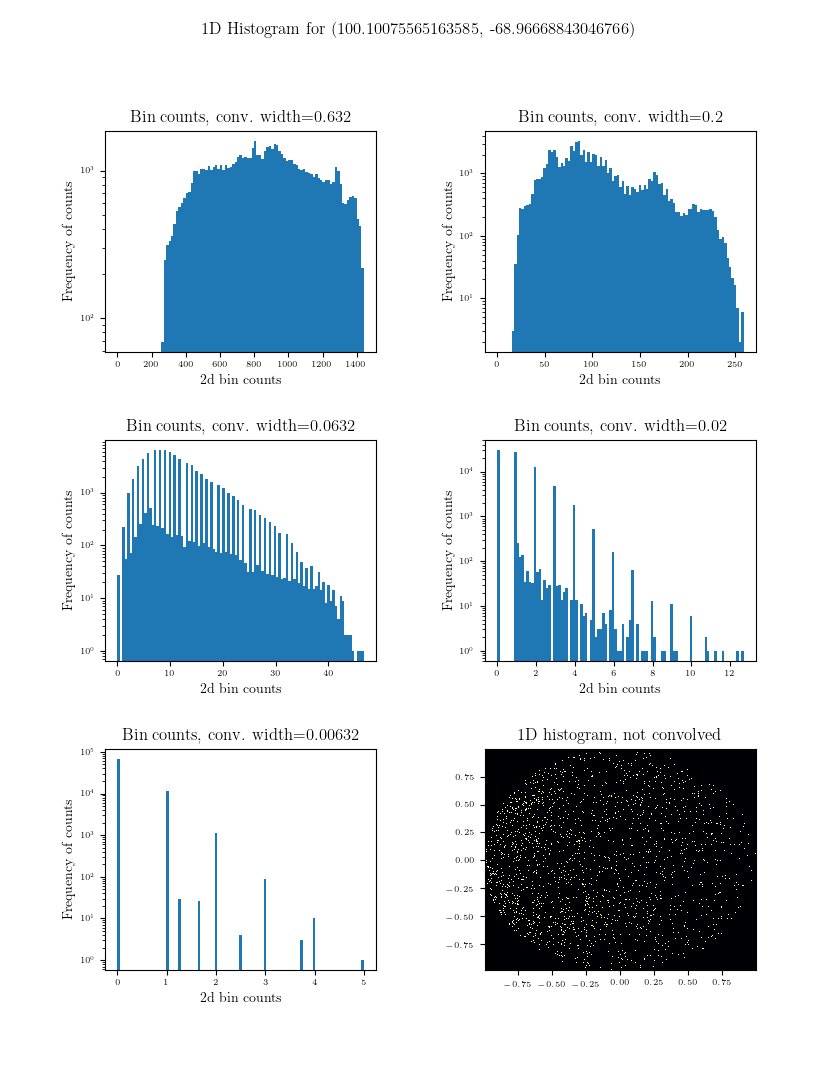 1D Histogram for (100.10075565163585, -68.96668843046766)
Bin counts, conv. width=0.632
Frequency of counts
10³
10²
0 200 400 600 800 1000 1200 1400
2d bin counts
Bin counts, conv. width=0.2
Frequency of counts
10³
10²
10¹
0 50 100 150 200 250
2d bin counts
Bin counts, conv. width=0.0632
Frequency of counts
10³
10²
10¹
10⁰
0 10 20 30 40
2d bin counts
Bin counts, conv. width=0.02
Frequency of counts
10⁴
10³
10²
10¹
10⁰
0 2 4 6 8 10 12
2d bin counts
Bin counts, conv. width=0.00632
Frequency of counts
10⁵
10⁴
10³
10²
10¹
10⁰
0 1 2 3 4 5
2d bin counts
1D histogram, not convolved
0.75
0.50
0.25
0.00
−0.25
−0.50
−0.75
−0.75 −0.50 −0.25 0.00 0.25 0.50 0.75